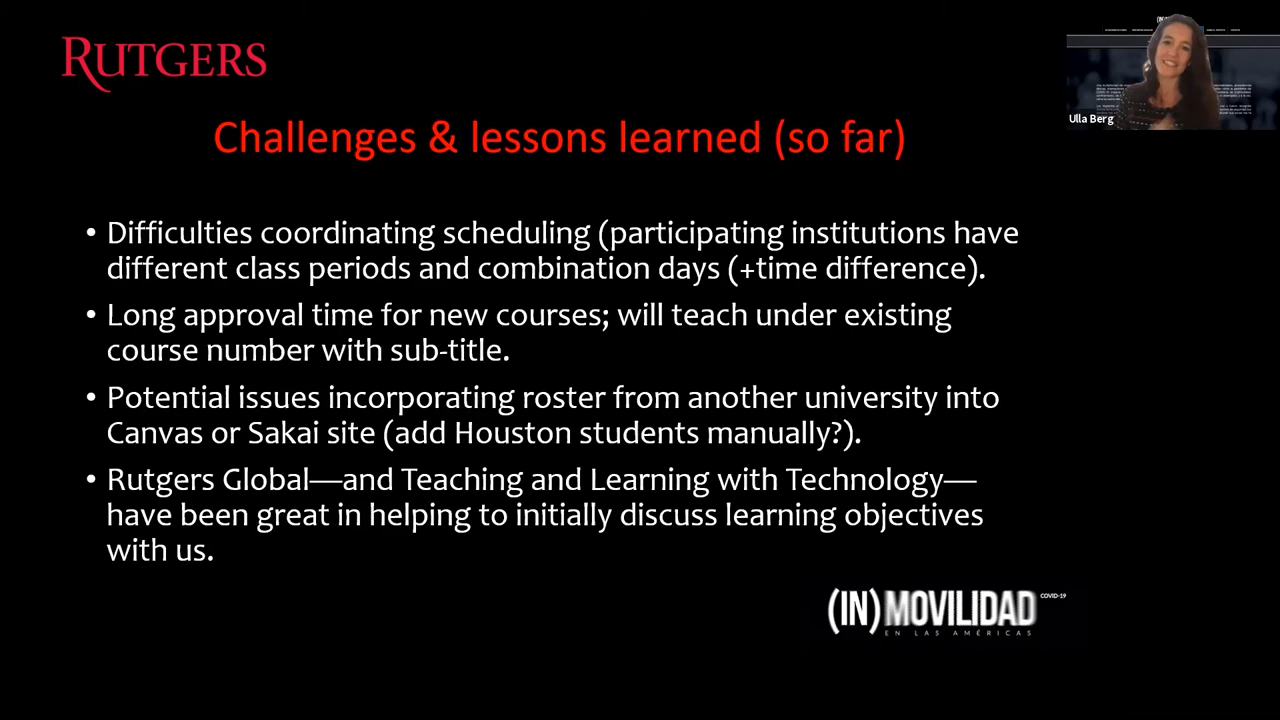 RUTGERS
Ulla Berg
Challenges & lessons learned (so far)
• Difficulties coordinating scheduling (participating institutions have
different class periods and combination days (+time difference).
• Long approval time for new courses; will teach under existing
course number with sub-title.
• Potential issues incorporating roster from another university into
Canvas or Sakai site (add Houston students manually?).
• Rutgers Global—and Teaching and Learning with Technology—
have been great in helping to initially discuss learning objectives
with us.
(IN)MOVILIDAD COVID-19
EN LAS AMÉRICAS